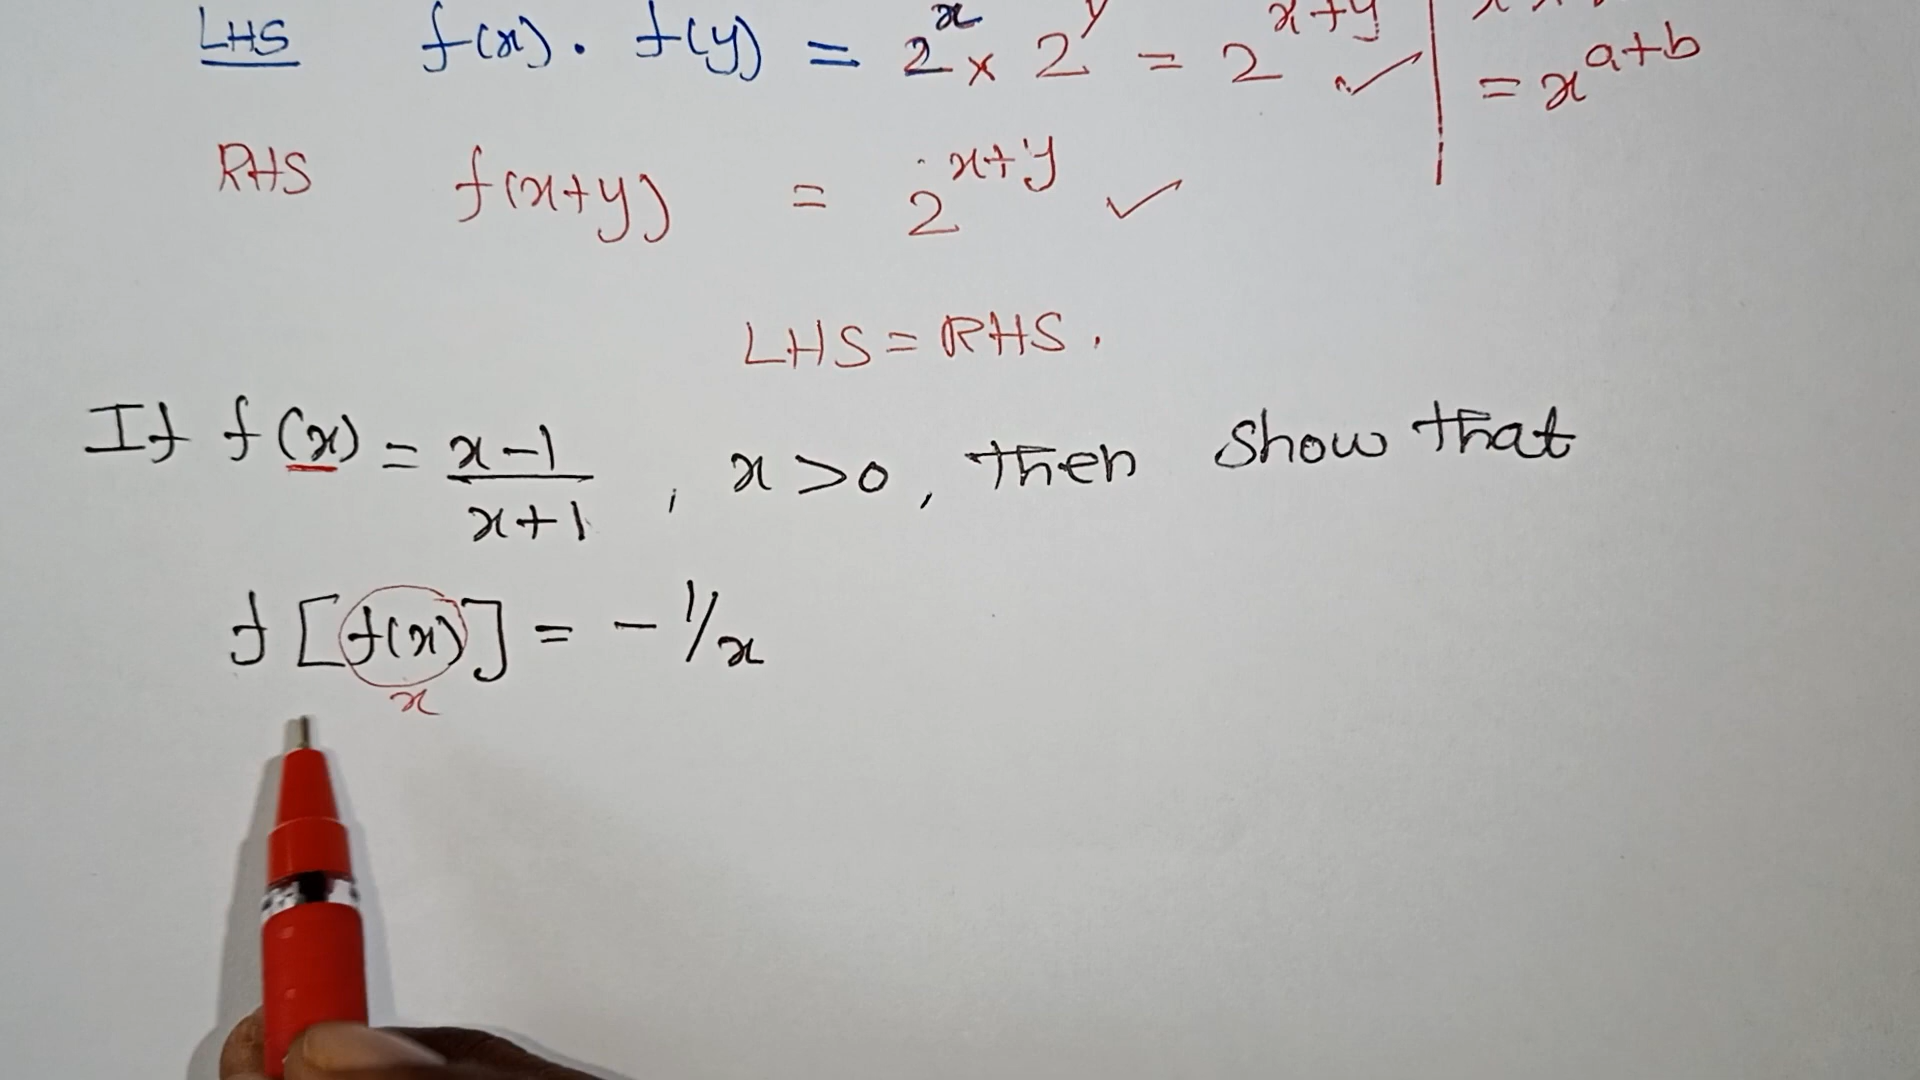 LHS f(x) . f(y) = 2^x × 2^y = 2^(x+y) ✓
= x^(a+b)
RHS f(x+y) = 2^(x+y) ✓
LHS = RHS .
If f(x) = (x-1)/(x+1) , x > 0 , then show that
f[f(x)] = - 1/x
x